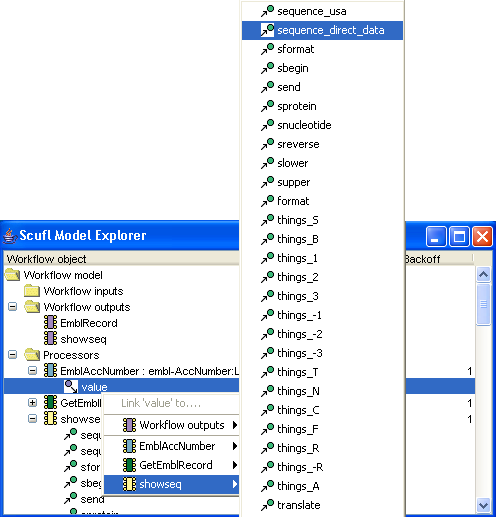 sequence_usa
sequence_direct_data
sformat
sbegin
send
sprotein
snucleotide
sreverse
slower
supper
format
things_S
things_B
things_1
things_2
things_3
things_-1
things_-2
things_-3
things_T
things_N
things_C
things_F
things_R
things_-R
things_A
translate
Scufl Model Explorer
Workflow object
Backoff
Workflow model
Workflow inputs
Workflow outputs
EmblRecord
showseq
Processors
EmblAccNumber : embl-AccNumber:L
1
value
GetEmbl
1
showse
1
sequ
sequ
sfor
sbeg
send
sprotein
Link 'value' to....
Workflow outputs
EmblAccNumber
GetEmblRecord
showseq